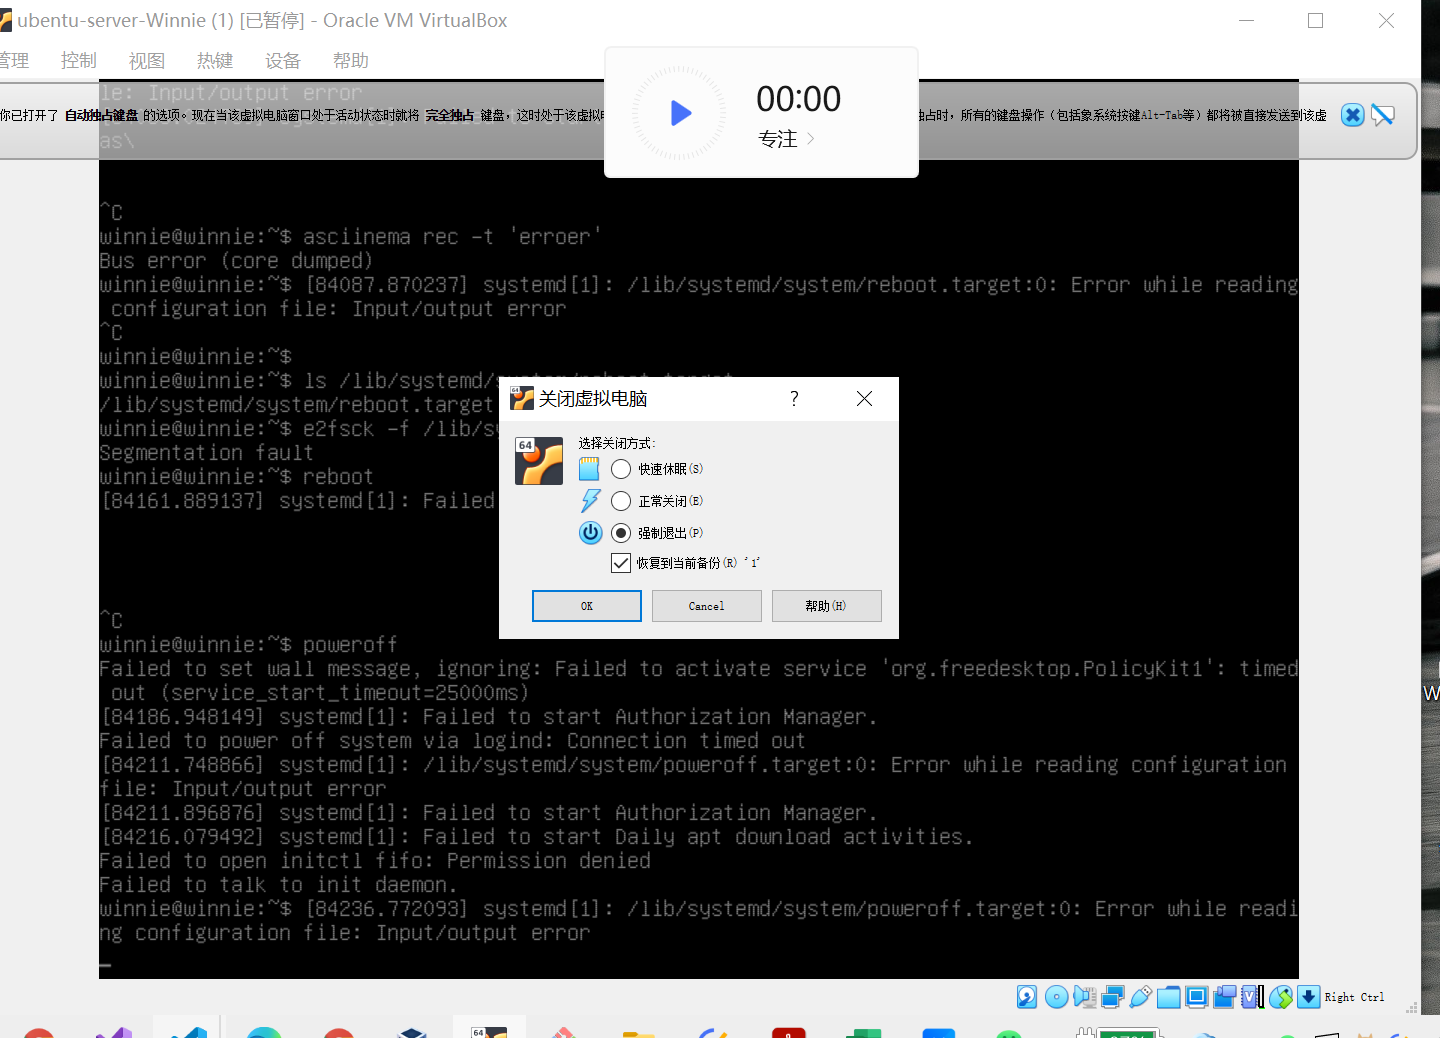 ubentu-server-Winnie (1) [已暂停] - Oracle VM VirtualBox
管理 控制 视图 热键 设备 帮助
le: Input/output error
你已打开了 自动独占键盘 的选项。现在当该虚拟电脑窗口处于活动状态时就将 完全独占 键盘，这时处于该虚拟
独占时，所有的键盘操作（包括象系统按键Alt-Tab等）都将被直接发送到该虚
as\
00:00
专注
^C
winnie@winnie:~$ asciinema rec -t 'erroer'
Bus error (core dumped)
winnie@winnie:~$ [84087.870237] systemd[1]: /lib/systemd/system/reboot.target:0: Error while reading
configuration file: Input/output error
^C
winnie@winnie:~$
winnie@winnie:~$ ls /lib/systemd/system/reboot.target
/lib/systemd/system/reboot.target
winnie@winnie:~$ e2fsck -f /lib/sy
Segmentation fault
winnie@winnie:~$ reboot
[84161.889137] systemd[1]: Failed
64
关闭虚拟电脑
?
64
选择关闭方式:
快速休眠(S)
正常关闭(E)
强制退出(P)
恢复到当前备份(R) '1'
OK
Cancel
帮助(H)
^C
winnie@winnie:~$ poweroff
Failed to set wall message, ignoring: Failed to activate service 'org.freedesktop.PolicyKit1': timed
out (service_start_timeout=25000ms)
[84186.948149] systemd[1]: Failed to start Authorization Manager.
Failed to power off system via logind: Connection timed out
[84211.748866] systemd[1]: /lib/systemd/system/poweroff.target:0: Error while reading configuration
file: Input/output error
[84211.896876] systemd[1]: Failed to start Authorization Manager.
[84216.079492] systemd[1]: Failed to start Daily apt download activities.
Failed to open initctl fifo: Permission denied
Failed to talk to init daemon.
winnie@winnie:~$ [84236.772093] systemd[1]: /lib/systemd/system/poweroff.target:0: Error while readi
ng configuration file: Input/output error
W
Right Ctrl
64